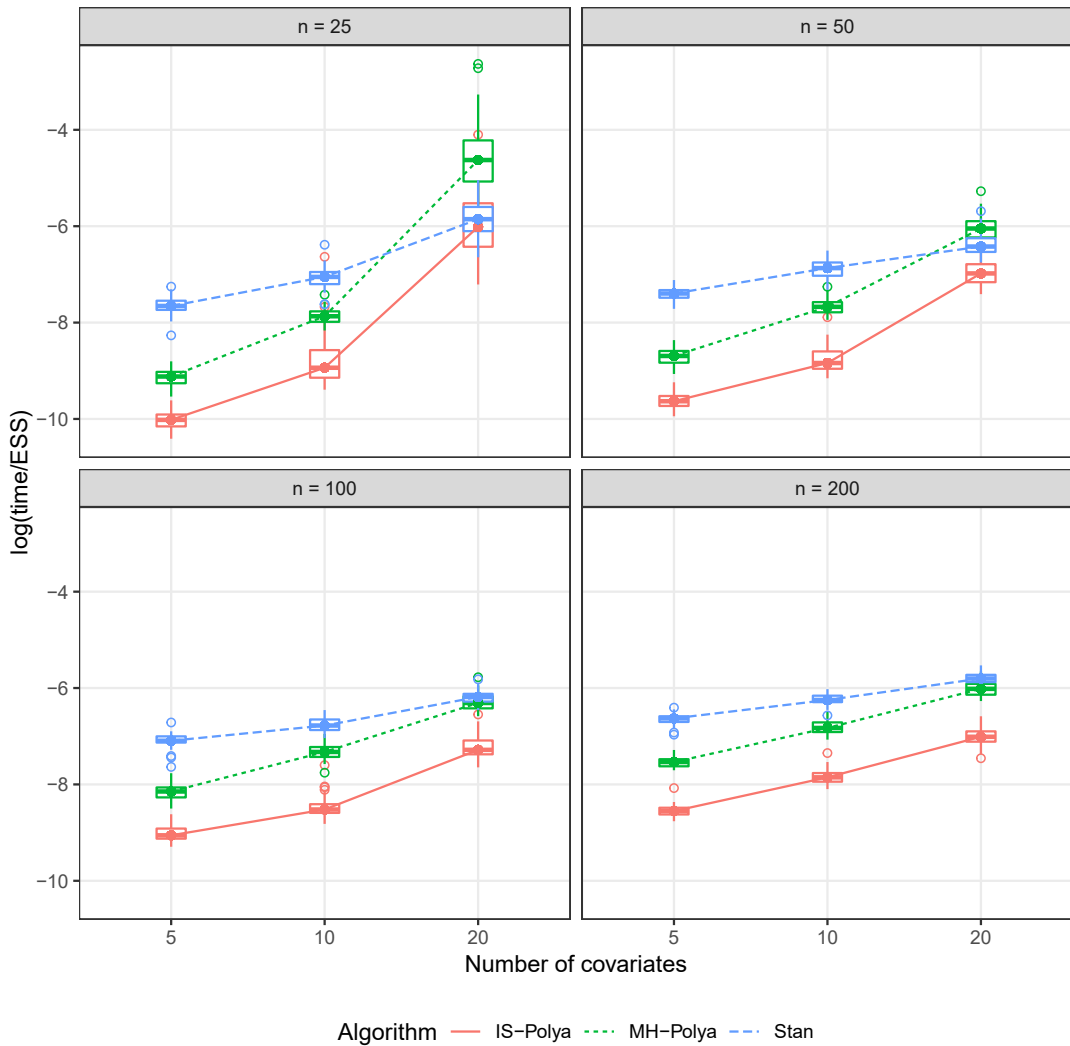 n = 25
n = 50
−4
−6
−8
−10
log(time/ESS)
n = 100
n = 200
−4
−6
−8
−10
5 10 20 5 10 20
Number of covariates
Algorithm IS−Polya MH−Polya Stan